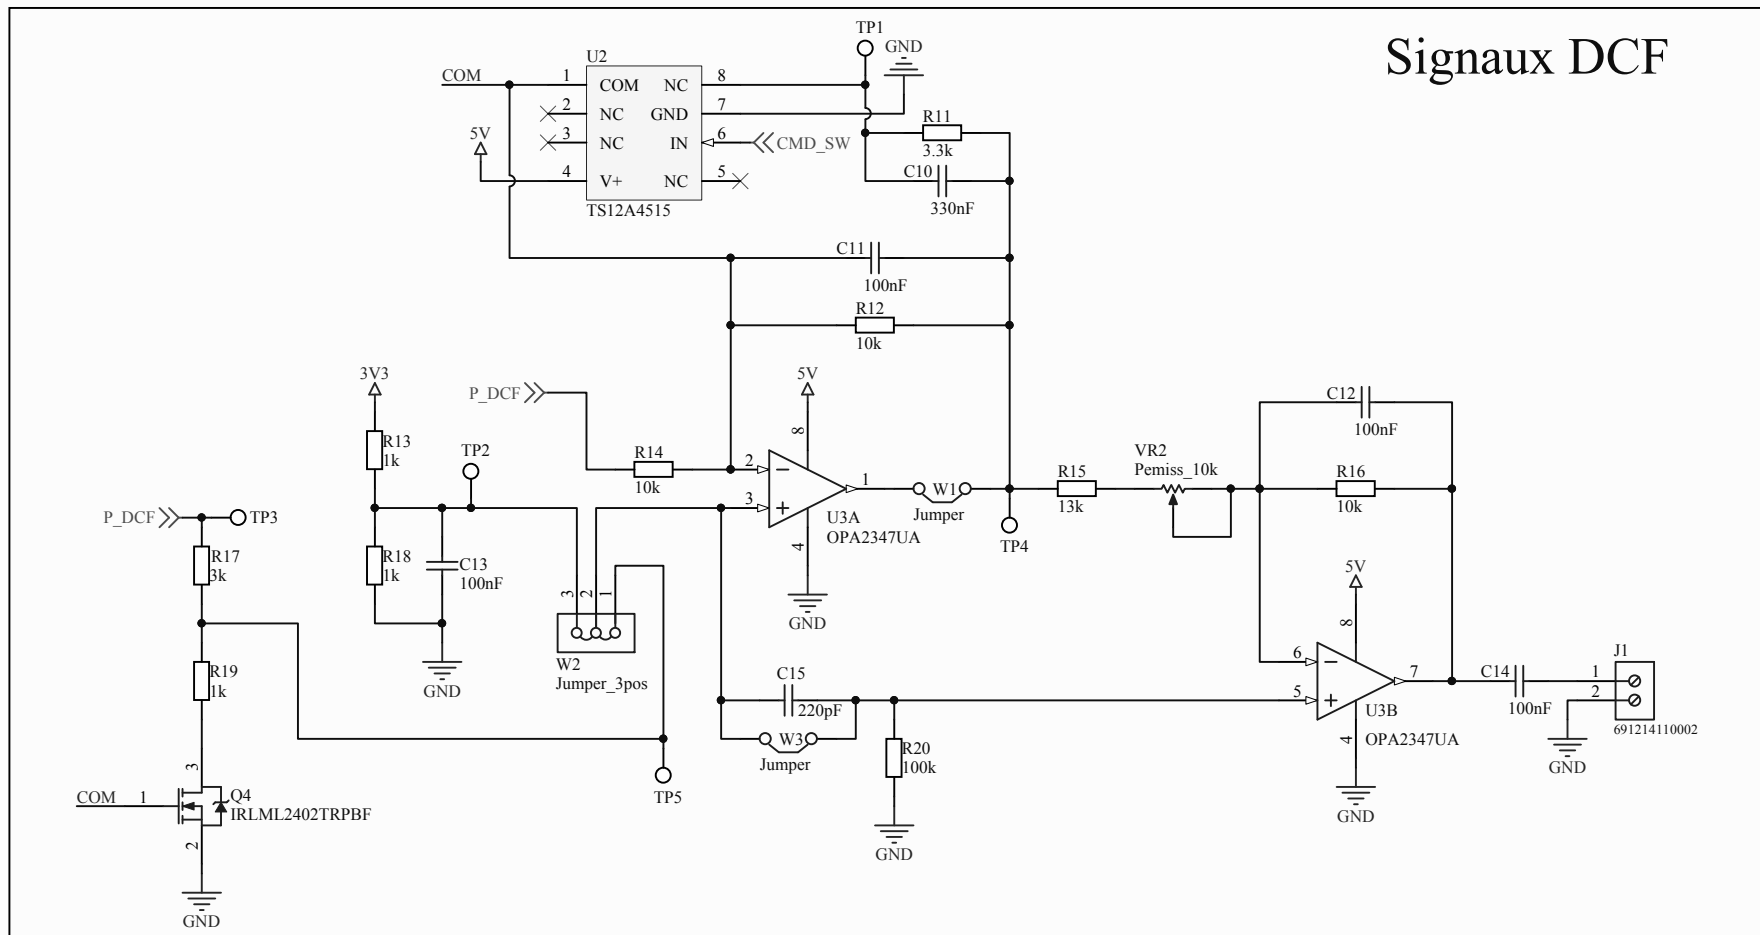 Signaux DCF
TP1
GND
U2
COM
1
COM
NC
8
2
NC
GND
7
3
NC
IN
6
CMD_SW
5V
4
V+
NC
5
TS12A4515
R11
3.3k
C10
330nF
C11
100nF
R12
10k
3V3
P_DCF
5V
8
R13
1k
TP2
R14
10k
2
3
1
W1
Jumper
U3A
OPA2347UA
4
GND
TP4
R15
13k
VR2
Pemiss_10k
C12
100nF
R16
10k
P_DCF
TP3
R17
3k
R18
1k
C13
100nF
GND
3
2
1
W2
Jumper_3pos
R19
1k
C15
220pF
W3
Jumper
R20
100k
GND
TP5
5V
8
6
5
7
U3B
OPA2347UA
4
GND
C14
100nF
J1
1
2
691214110002
GND
COM
1
3
Q4
IRLML2402TRPBF
2
GND